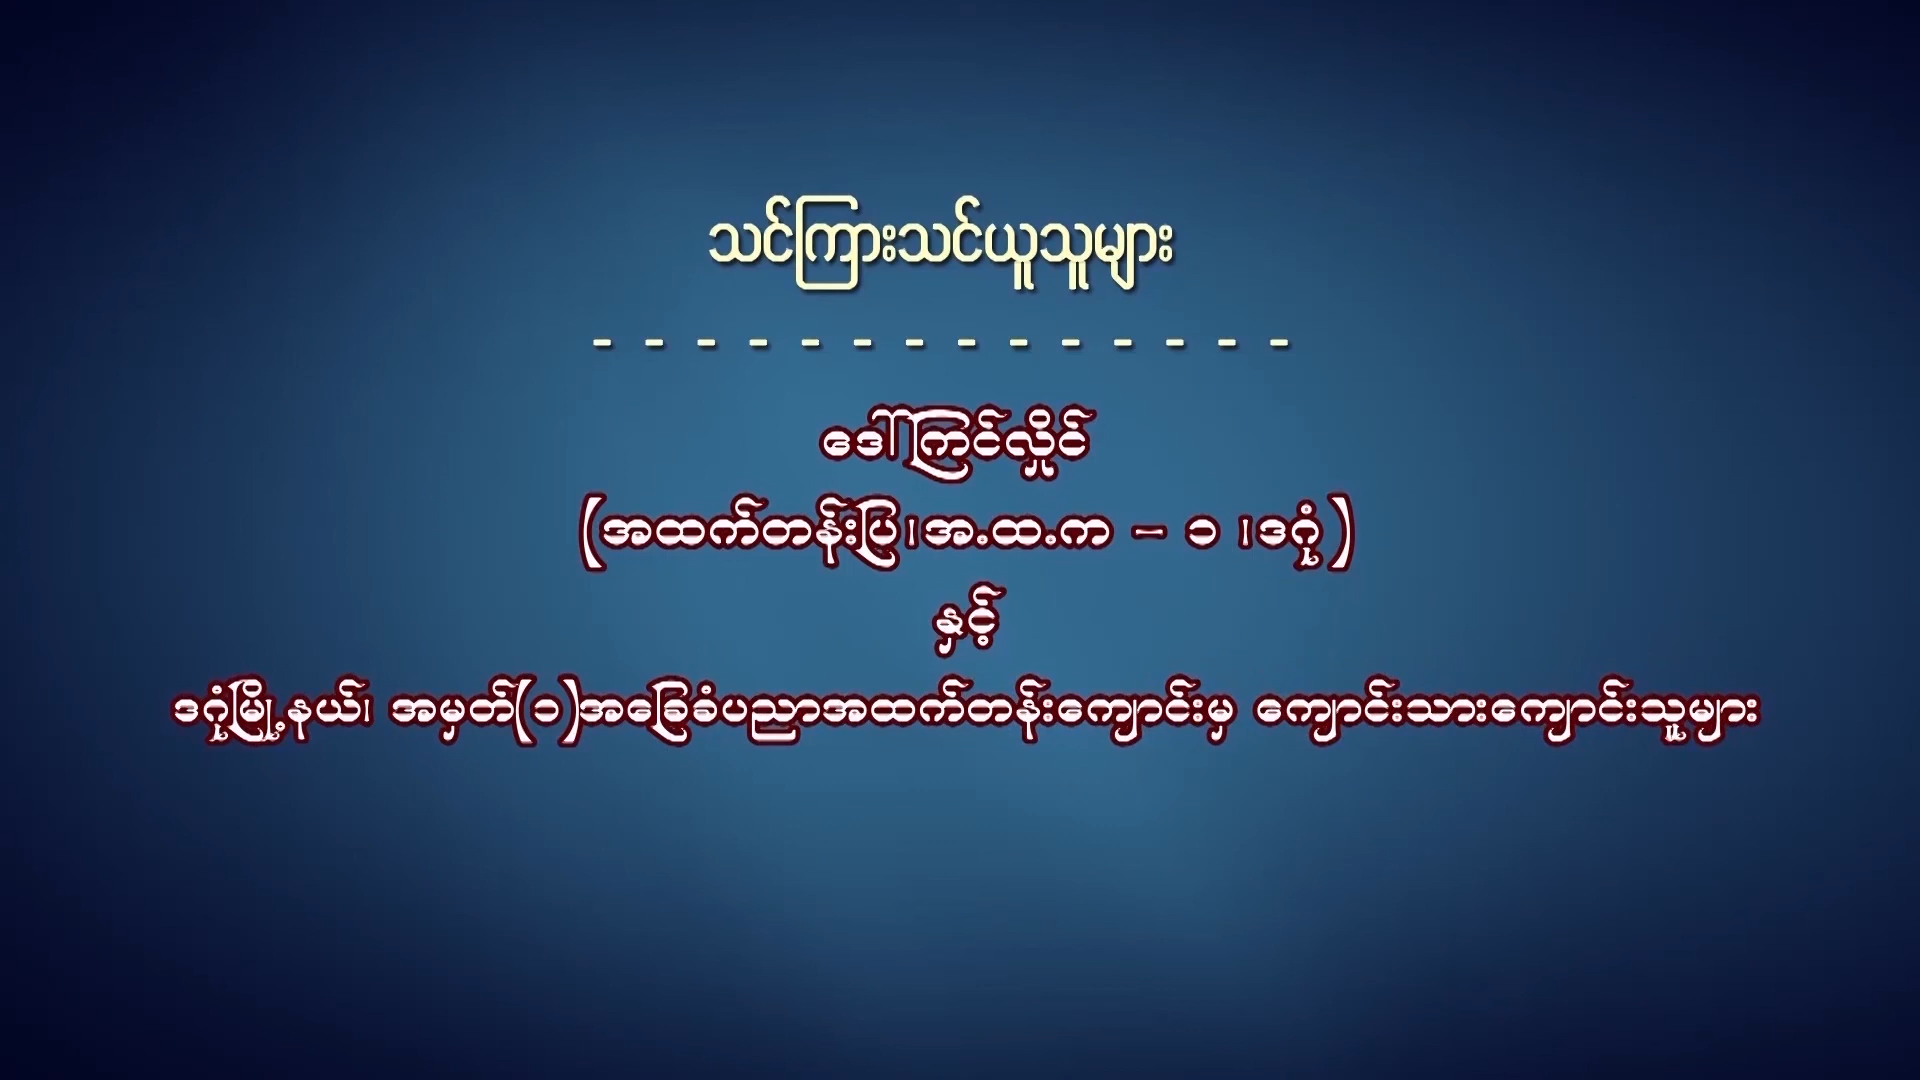 သင်ကြားသင်ယူသူများ
- - - - - - - - - - - - - -
ဒေါ်ကြင်လှိုင်
(အထက်တန်းပြ၊အ.ထ.က – ၁ ၊ဒဂုံ)
နှင့်
ဒဂုံမြို့နယ်၊ အမှတ်(၁)အခြေခံပညာအထက်တန်းကျောင်းမှ ကျောင်းသားကျောင်းသူများ